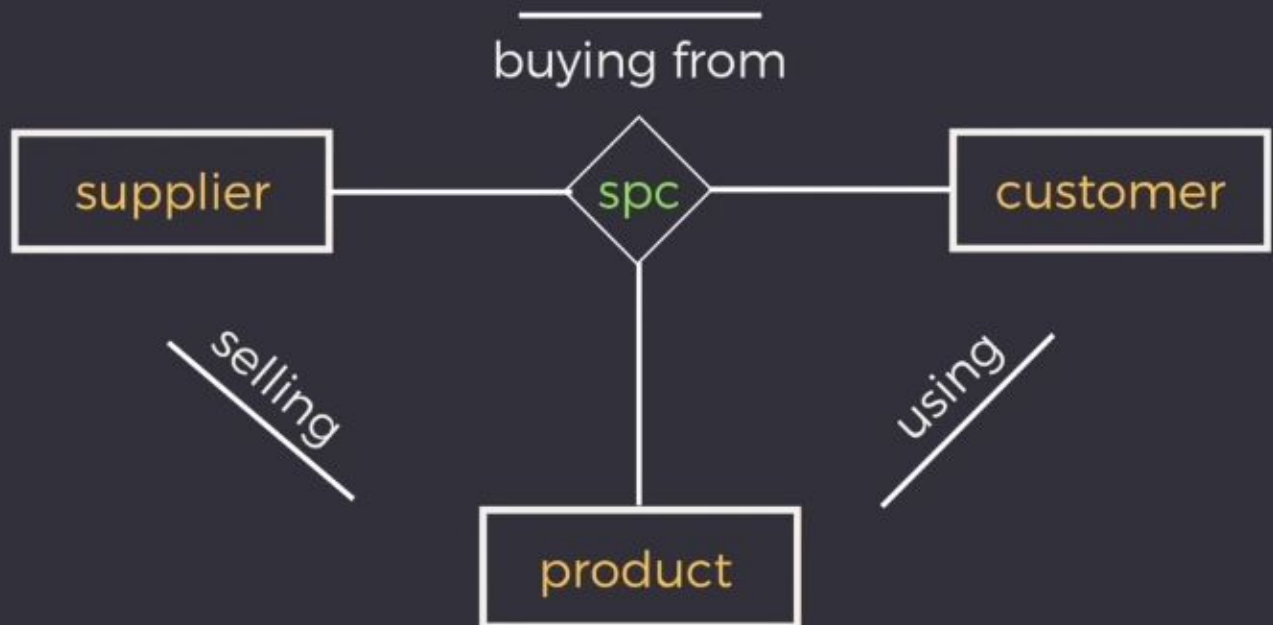 buying from
supplier
spc
customer
selling
using
product